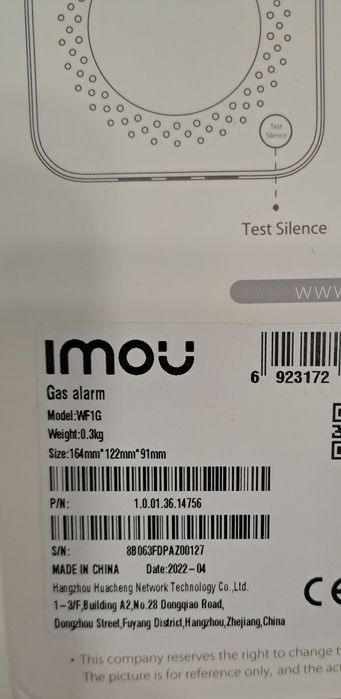 Test
Silence
Test Silence
WWW
imou
6 923172
Gas alarm
Model:WF1G
Weight:0.3kg
Size:164mm*122mm*91mm
P/N: 1.0.01.36.14756
S/N: 8B063FDPAZ00127
MADE IN CHINA Date:2022-04
Hangzhou Huacheng Network Technology Co.,Ltd.
1-3/F,Building A2,No.28 Dongqiao Road,
Dongzhou Street,Fuyang District,Hangzhou,Zhejiang,China
CE
• This company reserves the right to change t
The picture is for reference only, and the ac